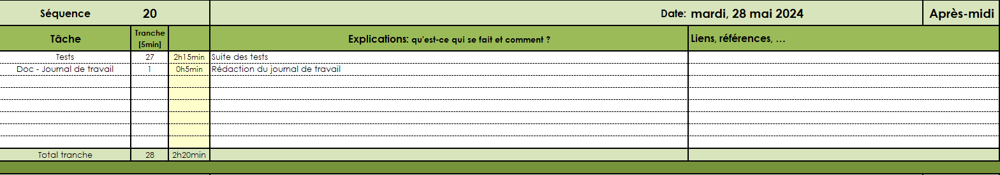 Séquence 20 Date: mardi, 28 mai 2024 Après-midi
Tâche Tranche [5min] Explications: qu'est-ce qui se fait et comment ? Liens, références, ...
Tests 27 2h15min Suite des tests
Doc - Journal de travail 1 0h5min Rédaction du journal de travail
Total tranche 28 2h20min